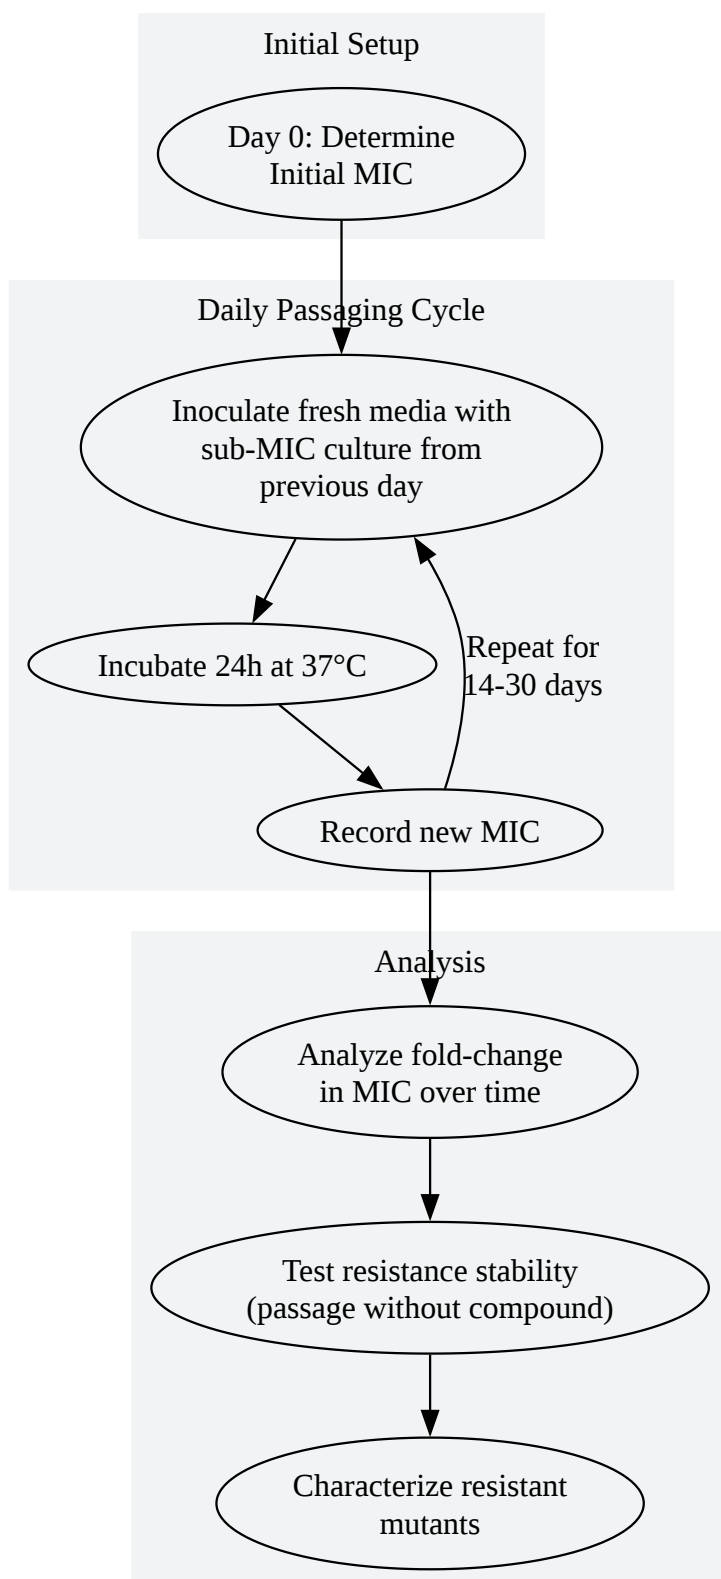 Initial Setup
Day 0: Determine
Initial MIC
Daily Passaging Cycle
Inoculate fresh media with
sub-MIC culture from
previous day
Incubate 24h at 37°C
Repeat for
14-30 days
Record new MIC
Analysis
Analyze fold-change
in MIC over time
Test resistance stability
(passage without compound)
Characterize resistant
mutants